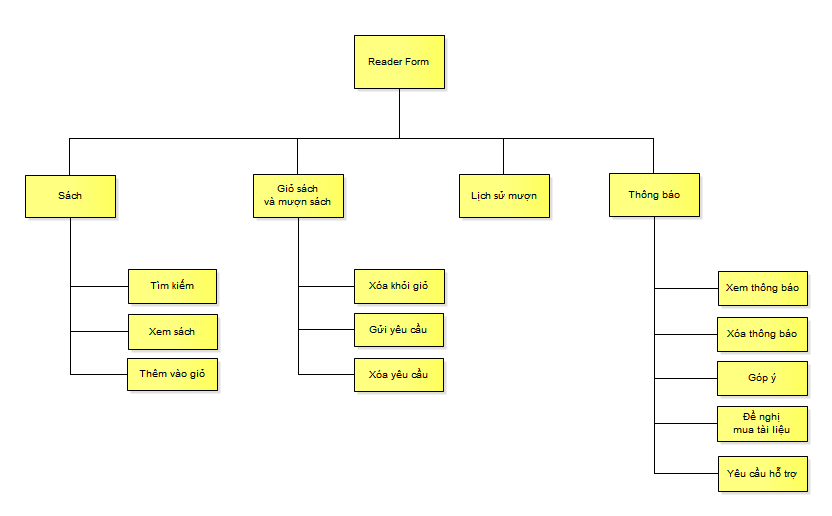 Reader Form
Sách
Giỏ sách
và mượn sách
Lịch sử mượn
Thông báo
Tìm kiếm
Xem sách
Thêm vào giỏ
Xóa khỏi giỏ
Gửi yêu cầu
Xóa yêu cầu
Xem thông báo
Xóa thông báo
Góp ý
Đề nghị
mua tài liệu
Yêu cầu hỗ trợ